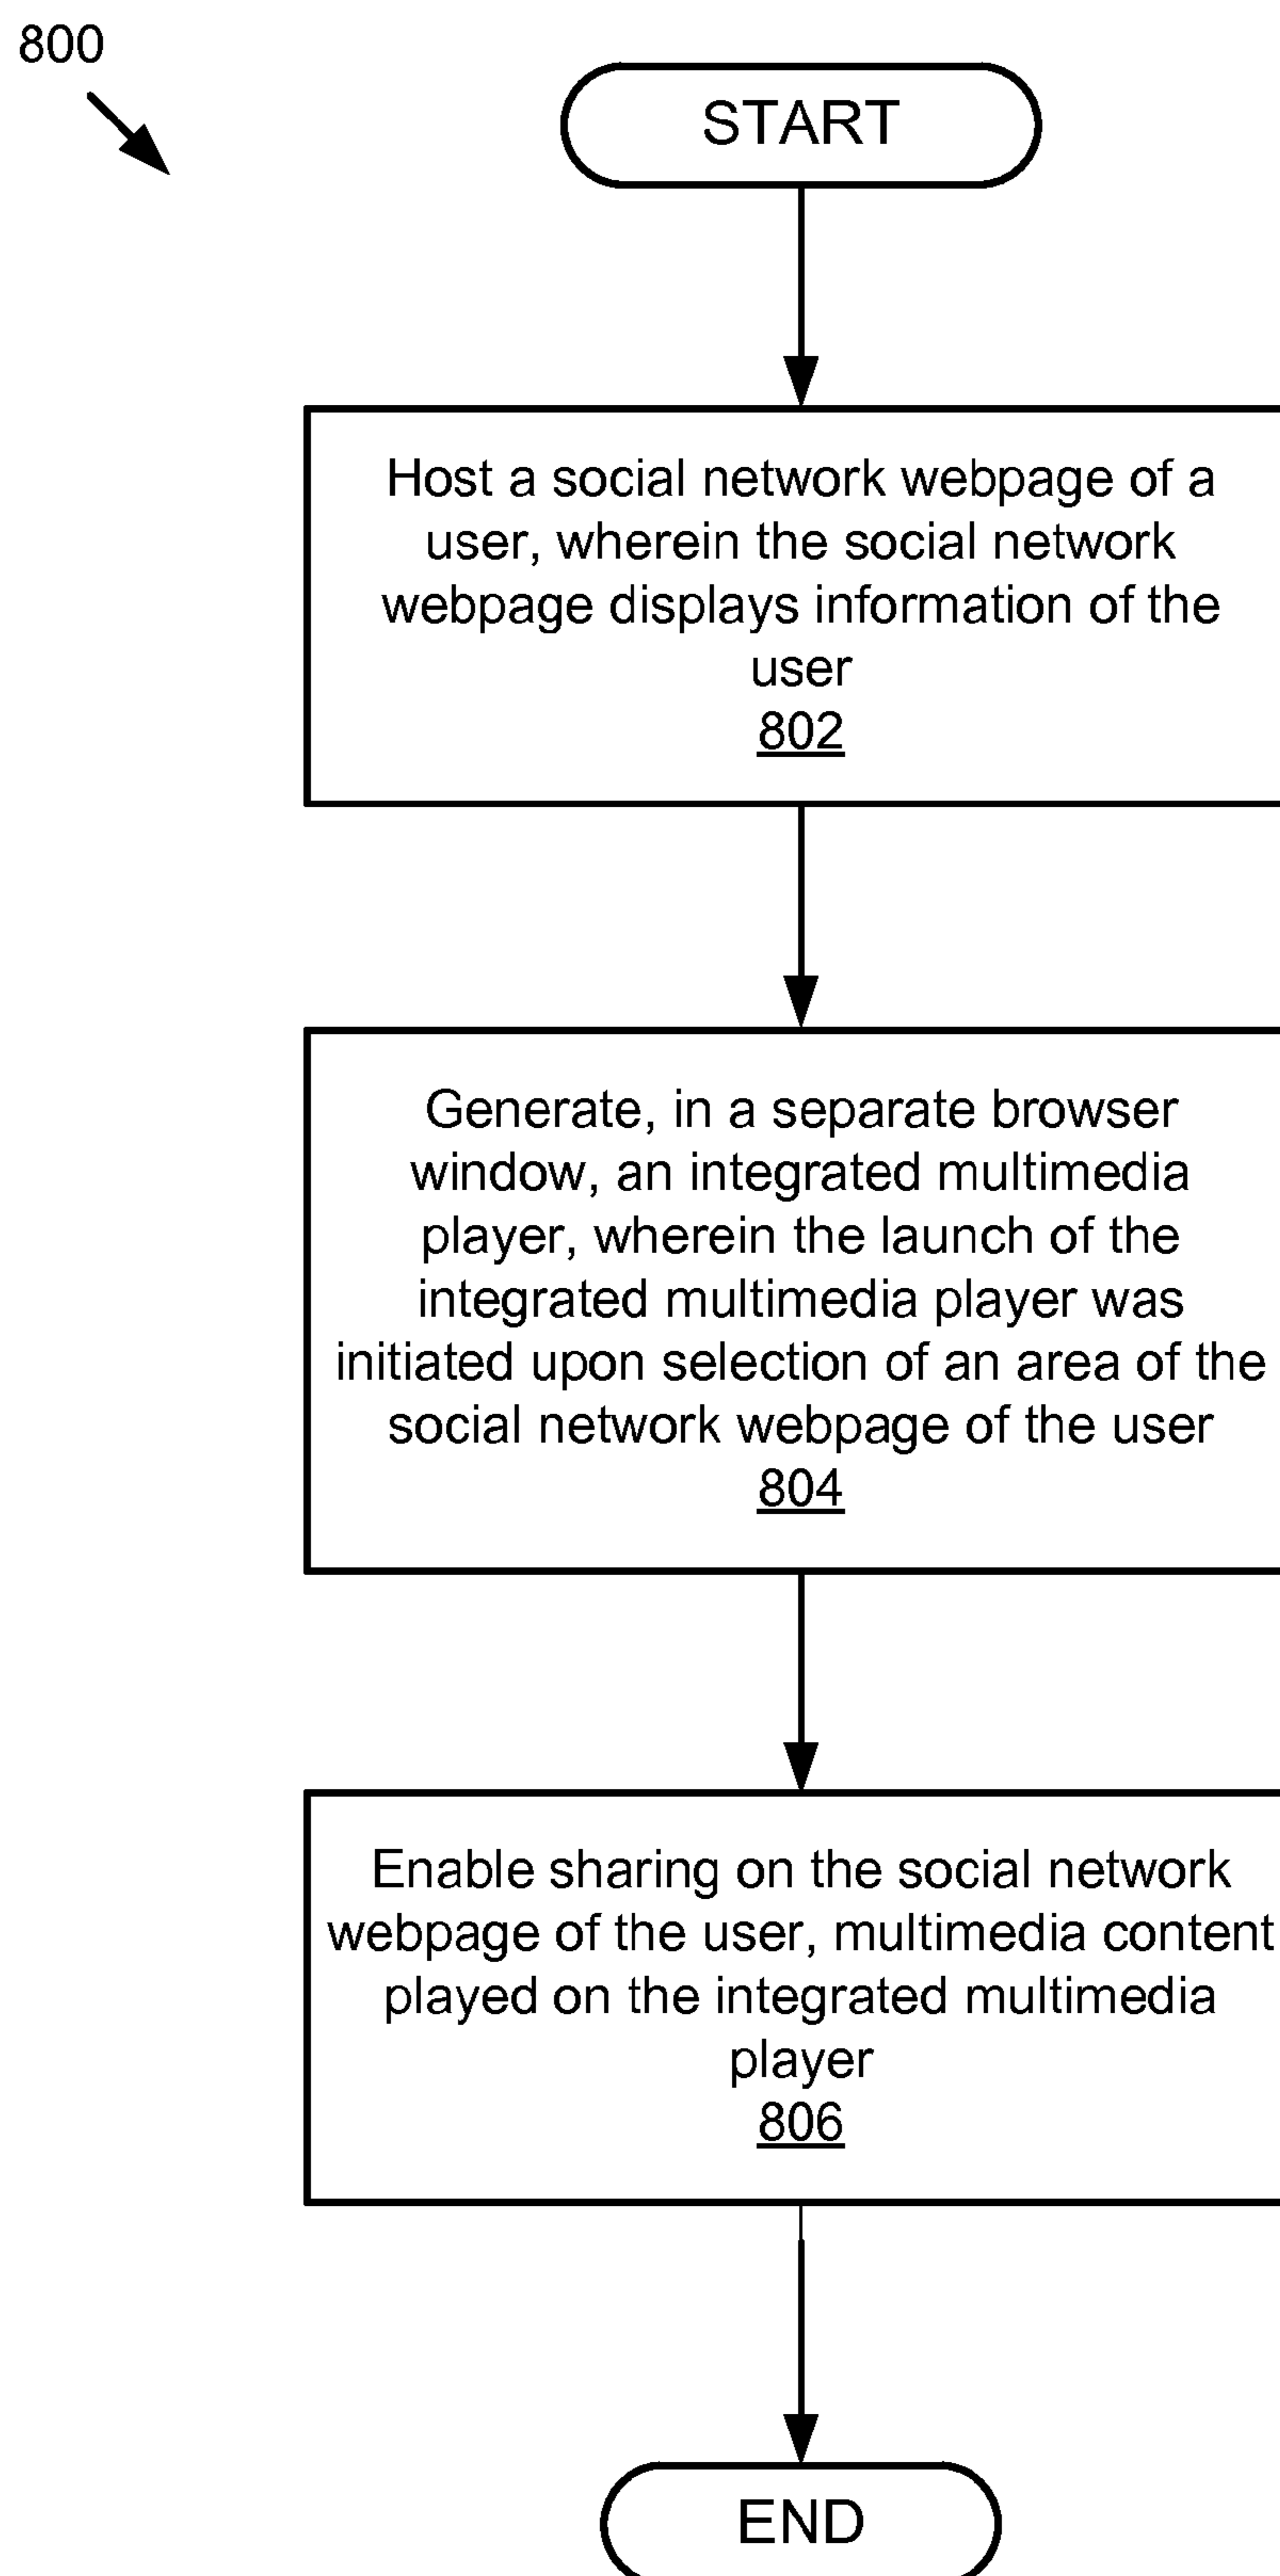 800
START
Host a social network webpage of a
user, wherein the social network
webpage displays information of the
user
802
Generate, in a separate browser
window, an integrated multimedia
player, wherein the launch of the
integrated multimedia player was
initiated upon selection of an area of the
social network webpage of the user
804
Enable sharing on the social network
webpage of the user, multimedia content
played on the integrated multimedia
player
806
END